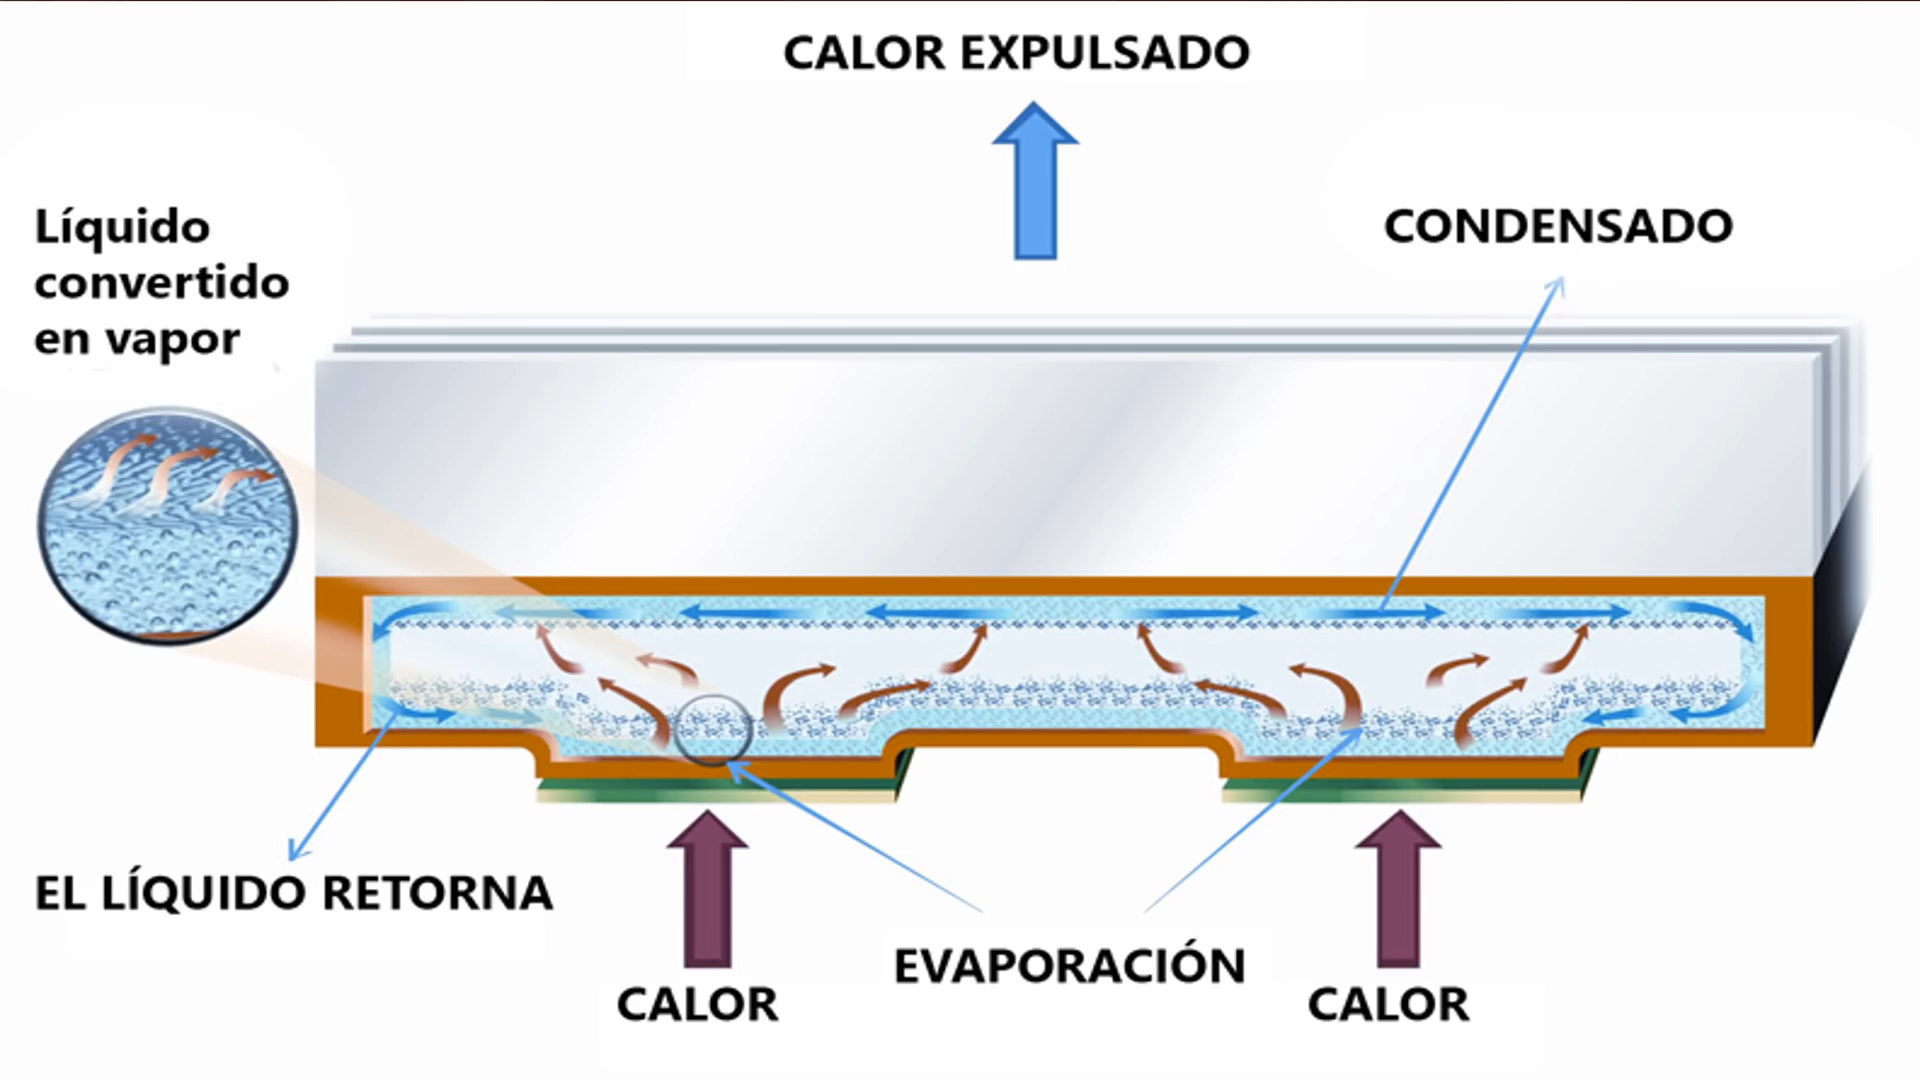 CALOR EXPULSADO
Líquido
convertido
en vapor
CONDENSADO
EL LÍQUIDO RETORNA
EVAPORACIÓN
CALOR
CALOR